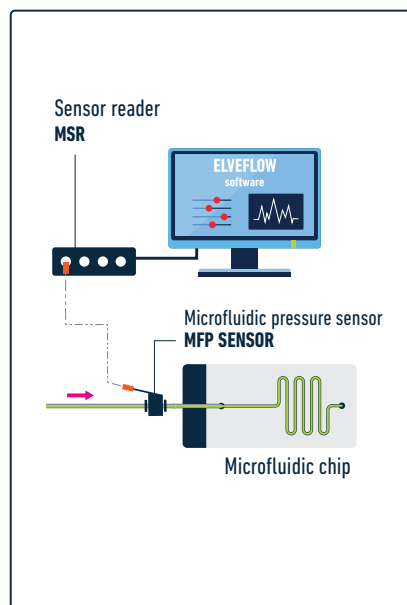 Sensor reader
MSR
ELVEFLOW
software
Microfluidic pressure sensor
MFP SENSOR
Microfluidic chip